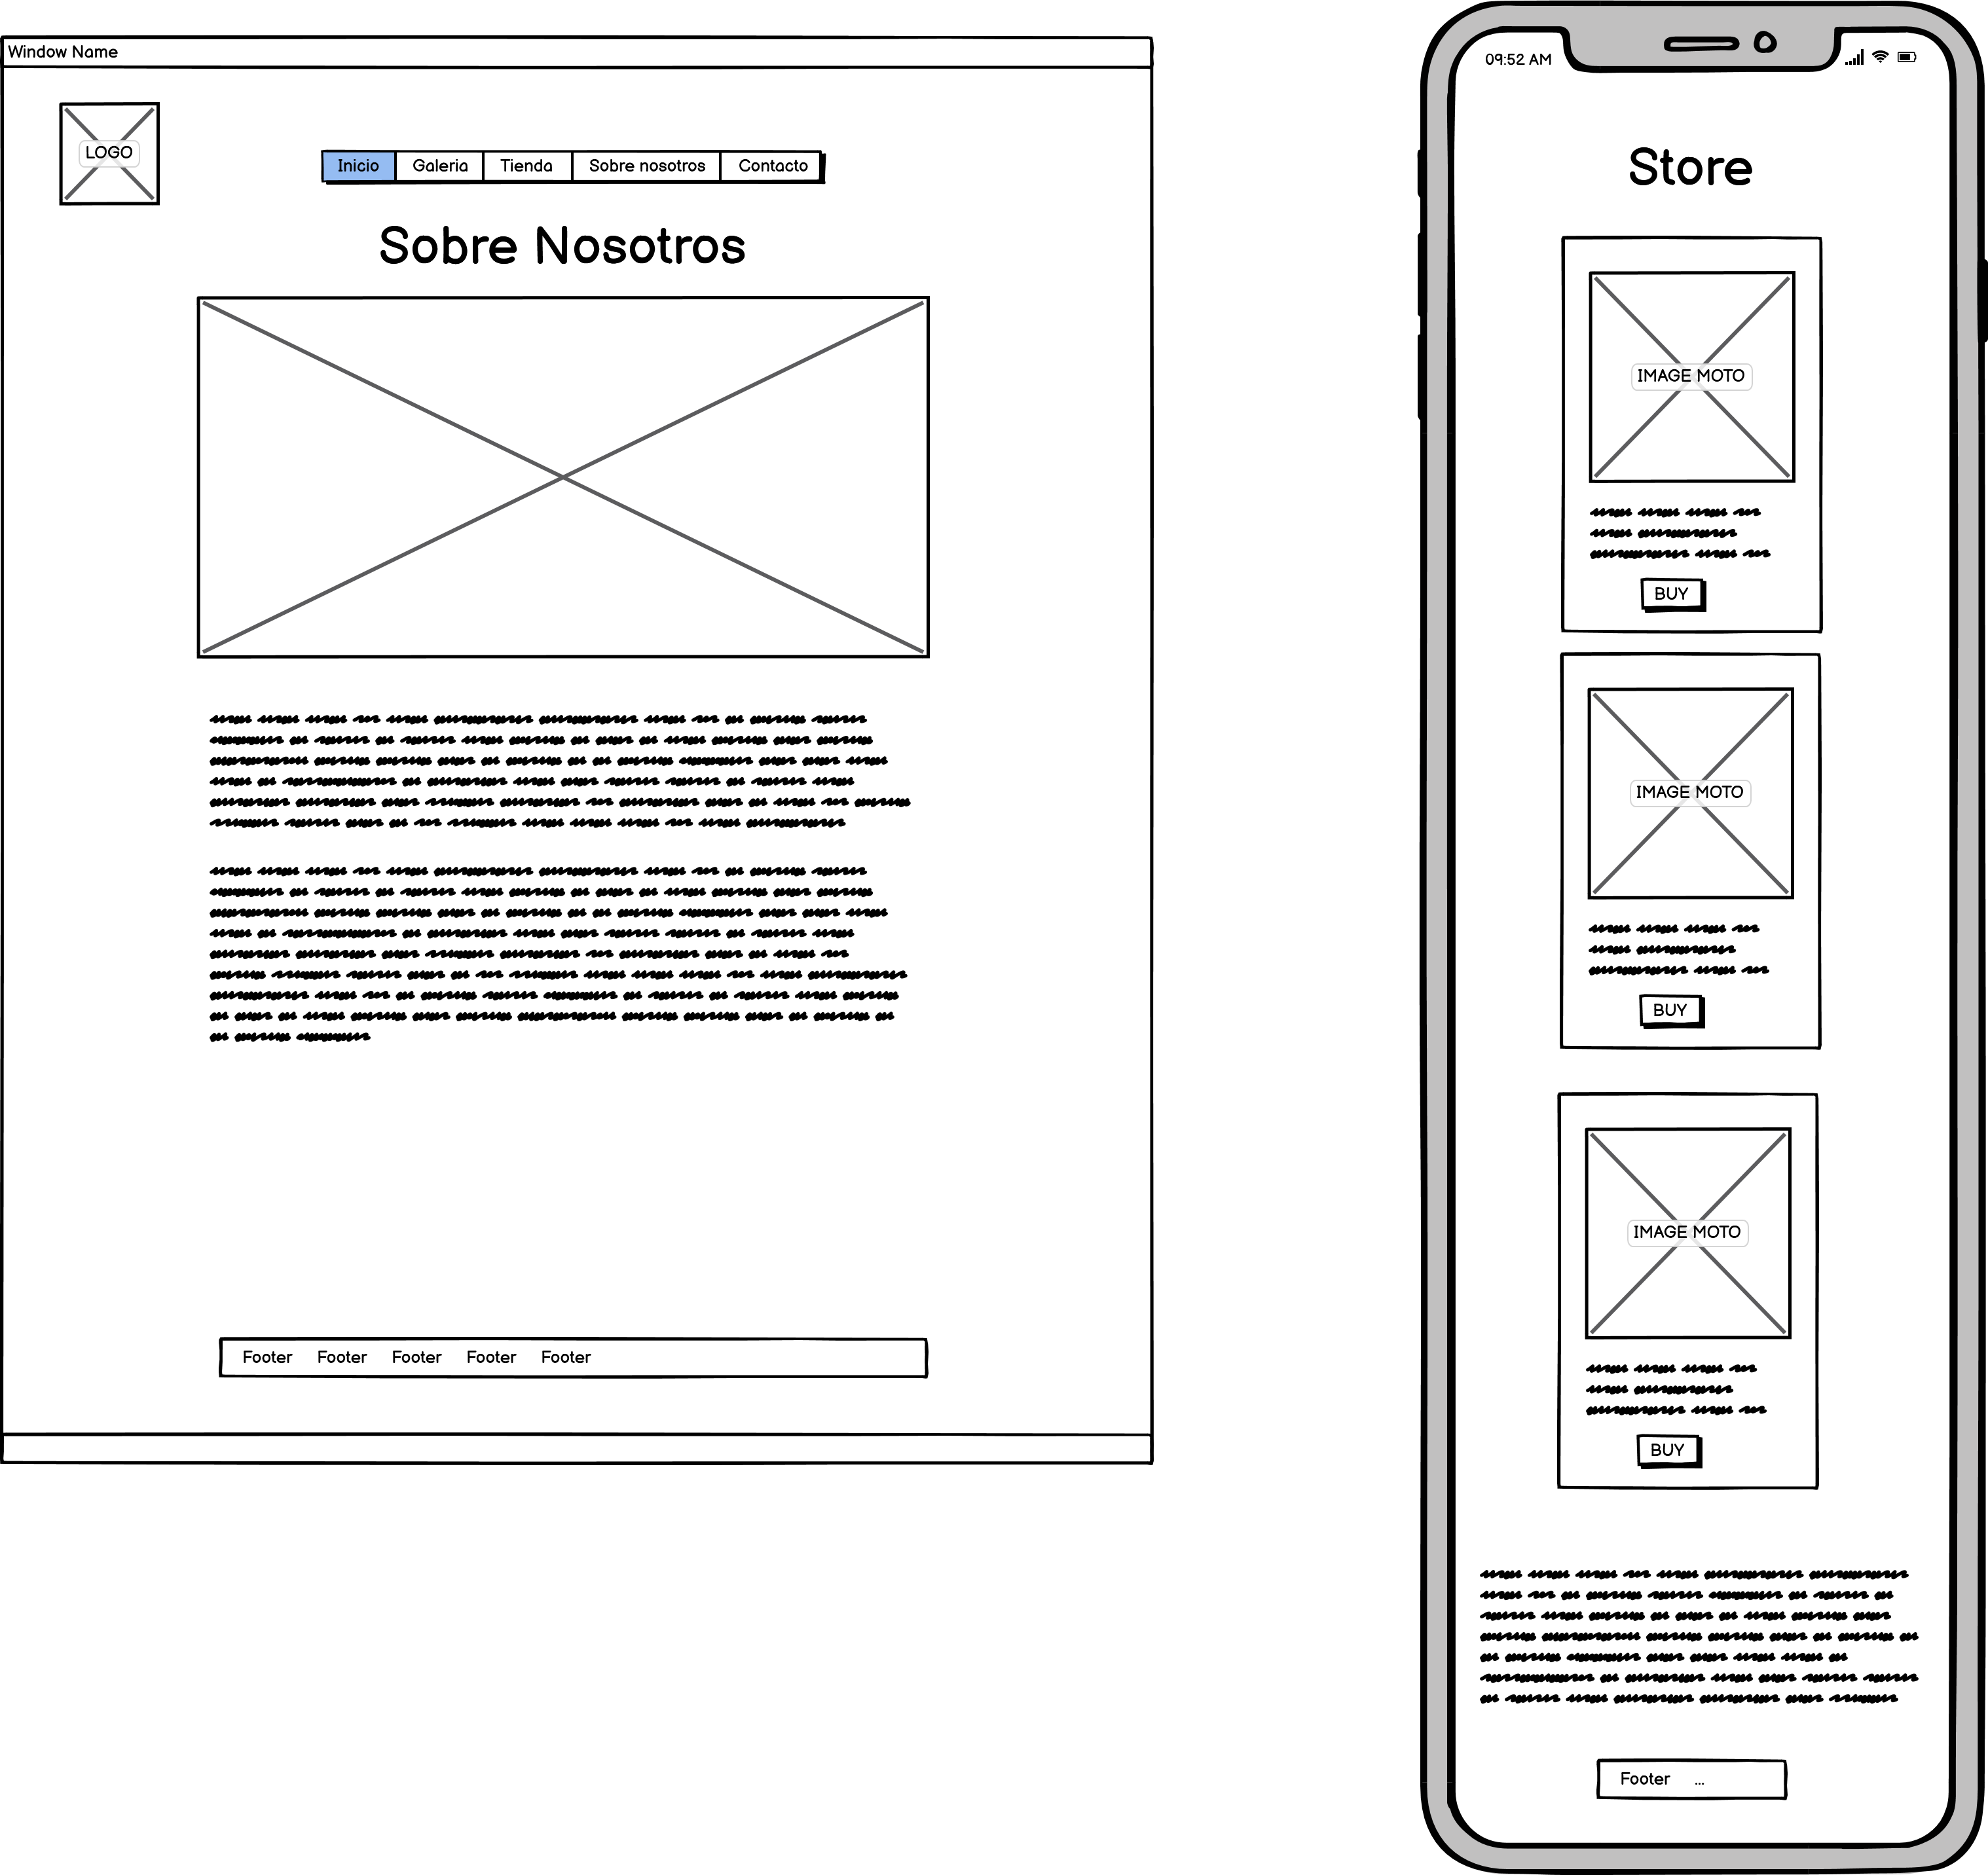 Window Name
LOGO
Inicio Galeria Tienda Sobre nosotros Contacto
Sobre Nosotros
Footer Footer Footer Footer Footer
09:52 AM
Store
IMAGE MOTO
BUY
IMAGE MOTO
BUY
IMAGE MOTO
BUY
Footer ...